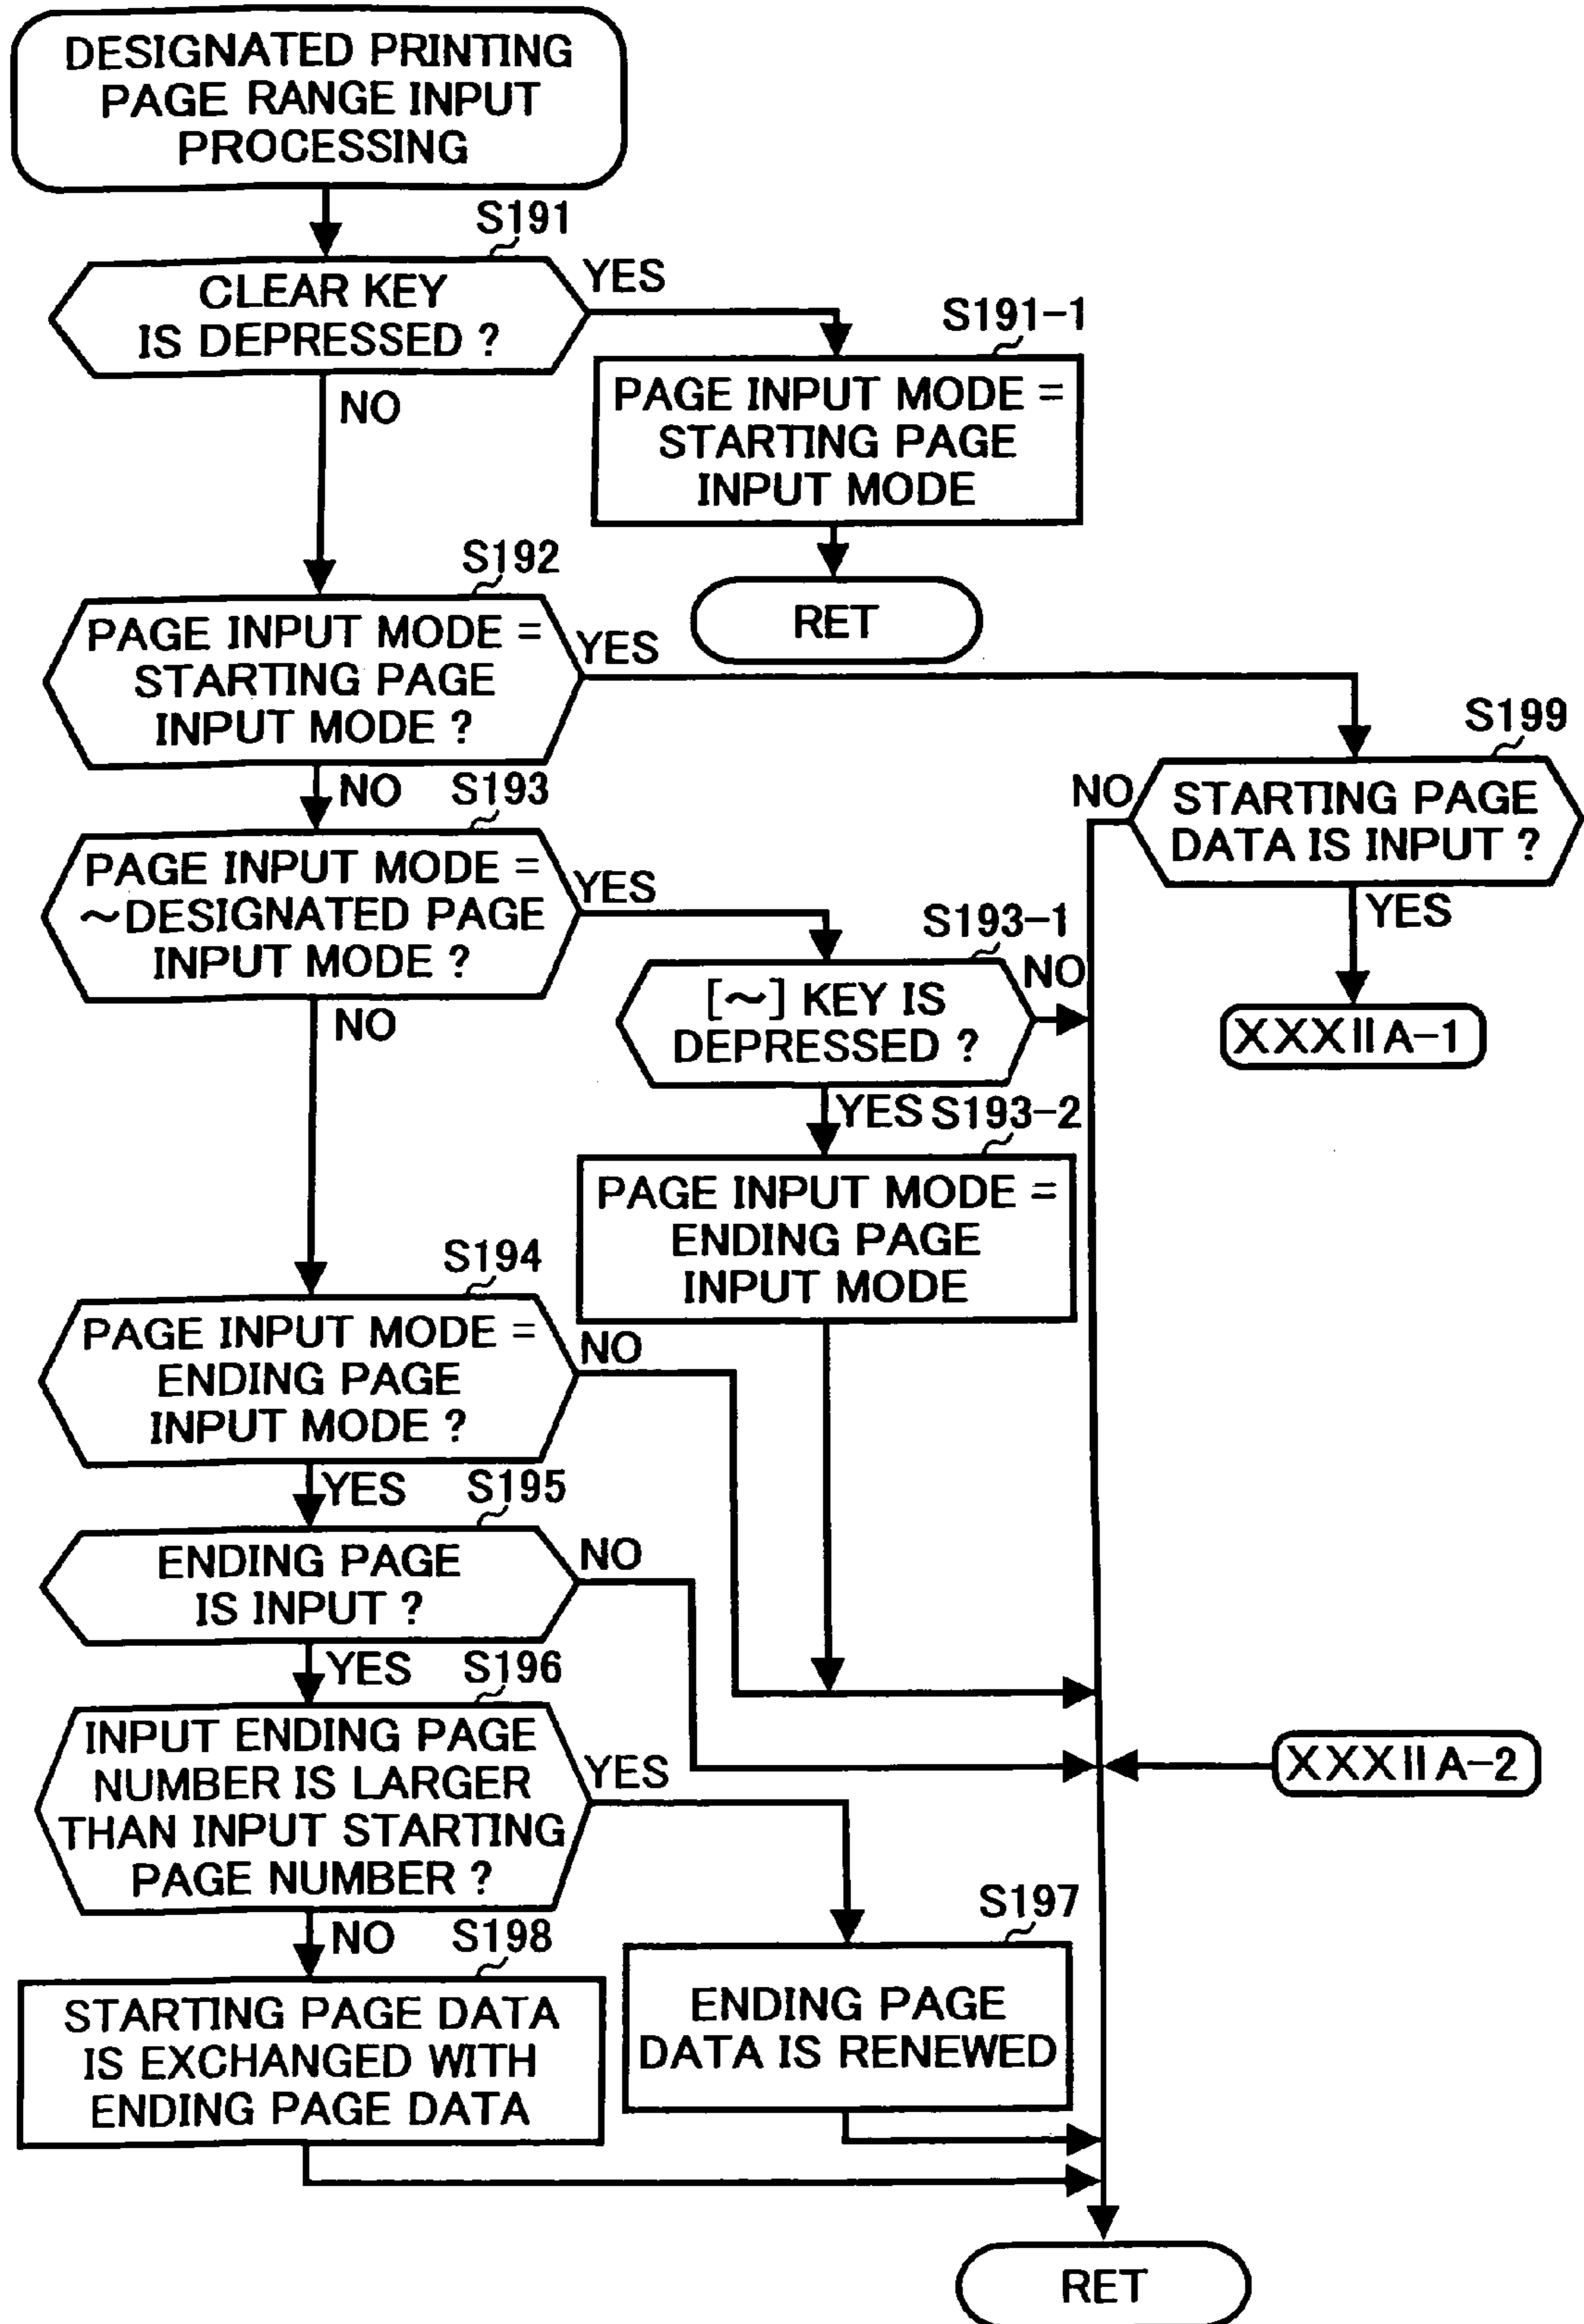 DESIGNATED PRINTING
PAGE RANGE INPUT
PROCESSING
S191
CLEAR KEY
IS DEPRESSED ?
YES
NO
S191-1
PAGE INPUT MODE =
STARTING PAGE
INPUT MODE
RET
S192
PAGE INPUT MODE =
STARTING PAGE
INPUT MODE ?
YES
NO
S199
STARTING PAGE
DATA IS INPUT ?
NO
YES
XXXIIA-1
S193
PAGE INPUT MODE =
~DESIGNATED PAGE
INPUT MODE ?
YES
NO
S193-1
[~] KEY IS
DEPRESSED ?
NO
YES
S193-2
PAGE INPUT MODE =
ENDING PAGE
INPUT MODE
S194
PAGE INPUT MODE =
ENDING PAGE
INPUT MODE ?
NO
YES
S195
ENDING PAGE
IS INPUT ?
NO
YES
S196
INPUT ENDING PAGE
NUMBER IS LARGER
THAN INPUT STARTING
PAGE NUMBER ?
YES
NO
XXXIIA-2
S197
ENDING PAGE
DATA IS RENEWED
S198
STARTING PAGE DATA
IS EXCHANGED WITH
ENDING PAGE DATA
RET